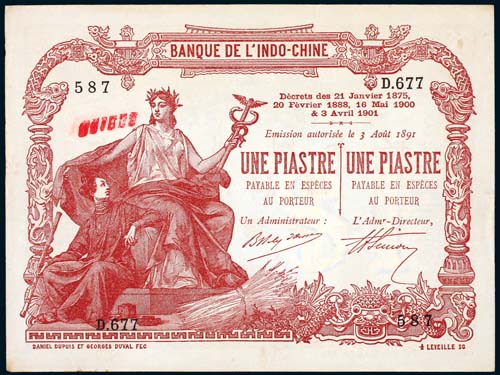 BANQUE DE L'INDO-CHINE
587
D.677
Décrets des 21 Janvier 1875,
20 Février 1888, 16 Mai 1900
& 3 Avril 1901
Emission autorisée le 3 Août 1891
UNE PIASTRE
PAYABLE EN ESPÈCES
AU PORTEUR
Un Administrateur :
UNE PIASTRE
PAYABLE EN ESPÈCES
AU PORTEUR
L'Admr-Directeur,
D.677
587
DANIEL DUPUIS ET GEORGES DUVAL FEC
LEVEILLE SC